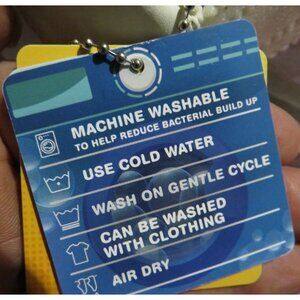 MACHINE WASHABLE
TO HELP REDUCE BACTERIAL BUILD UP
USE COLD WATER
WASH ON GENTLE CYCLE
CAN BE WASHED
WITH CLOTHING
AIR DRY